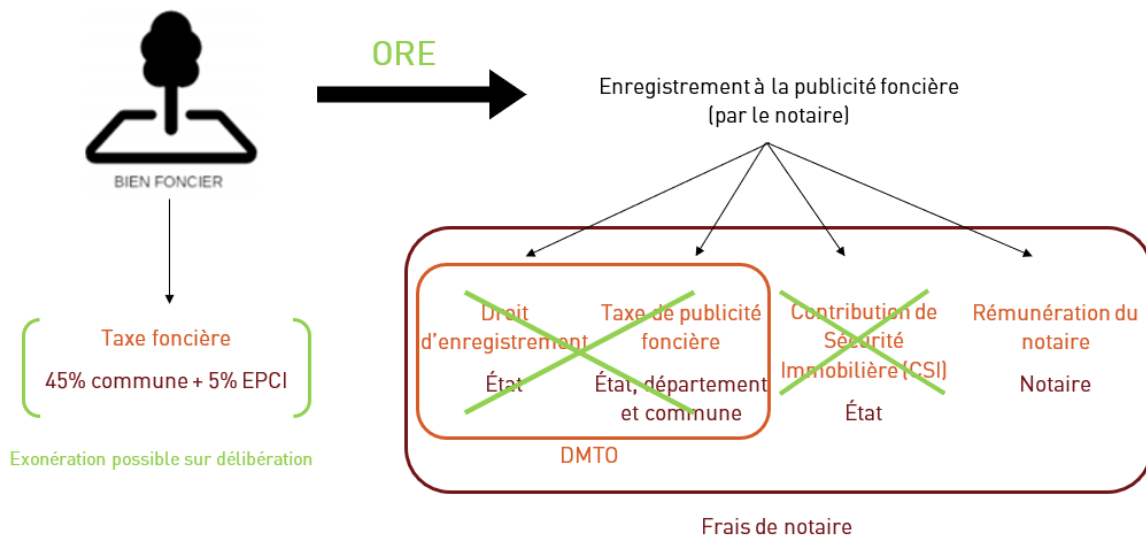 ORE
BIEN FONCIER
Enregistrement à la publicité foncière
(par le notaire)
Taxe foncière
45% commune + 5% EPCI
Exonération possible sur délibération
Droit
d'enregistrement
État
Taxe de publicité
foncière
État, département
et commune
DMTO
Contribution de
Sécurité
Immobilière (CSI)
État
Rémunération du
notaire
Notaire
Frais de notaire